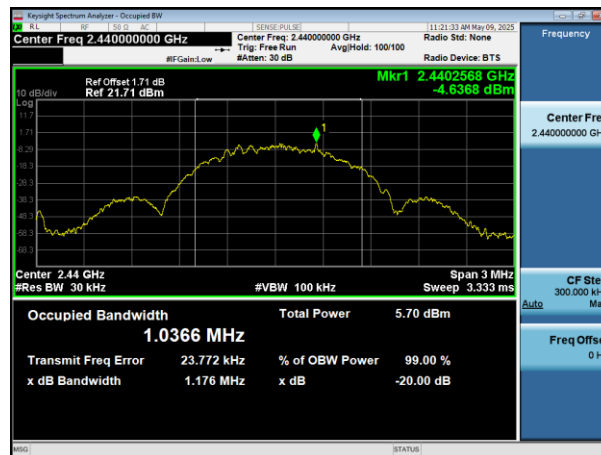 Keysight Spectrum Analyzer - Occupied BW
RL RF 50 Ω AC SENSE:PULSE 11:21:33 AM May 09, 2025
Center Freq 2.440000000 GHz Center Freq: 2.440000000 GHz Radio Std: None
Trig: Free Run Avg|Hold: 100/100
#IFGain:Low #Atten: 30 dB Radio Device: BTS
Frequency
Ref Offset 1.71 dB Mkr1 2.4402568 GHz
10 dB/div Ref 21.71 dBm -4.6368 dBm
Log
11.7
1
1.71
-8.29
-18.3
-28.3
-38.3
-48.3
-58.3
-68.3
Center 2.44 GHz Span 3 MHz
#Res BW 30 kHz #VBW 100 kHz Sweep 3.333 ms
Occupied Bandwidth Total Power 5.70 dBm
1.0366 MHz
Transmit Freq Error 23.772 kHz % of OBW Power 99.00 %
x dB Bandwidth 1.176 MHz x dB -20.00 dB
Center Fre
2.440000000 GH
CF Ste
300.000 kH
Auto Ma
Freq Offse
0 H
MSG STATUS